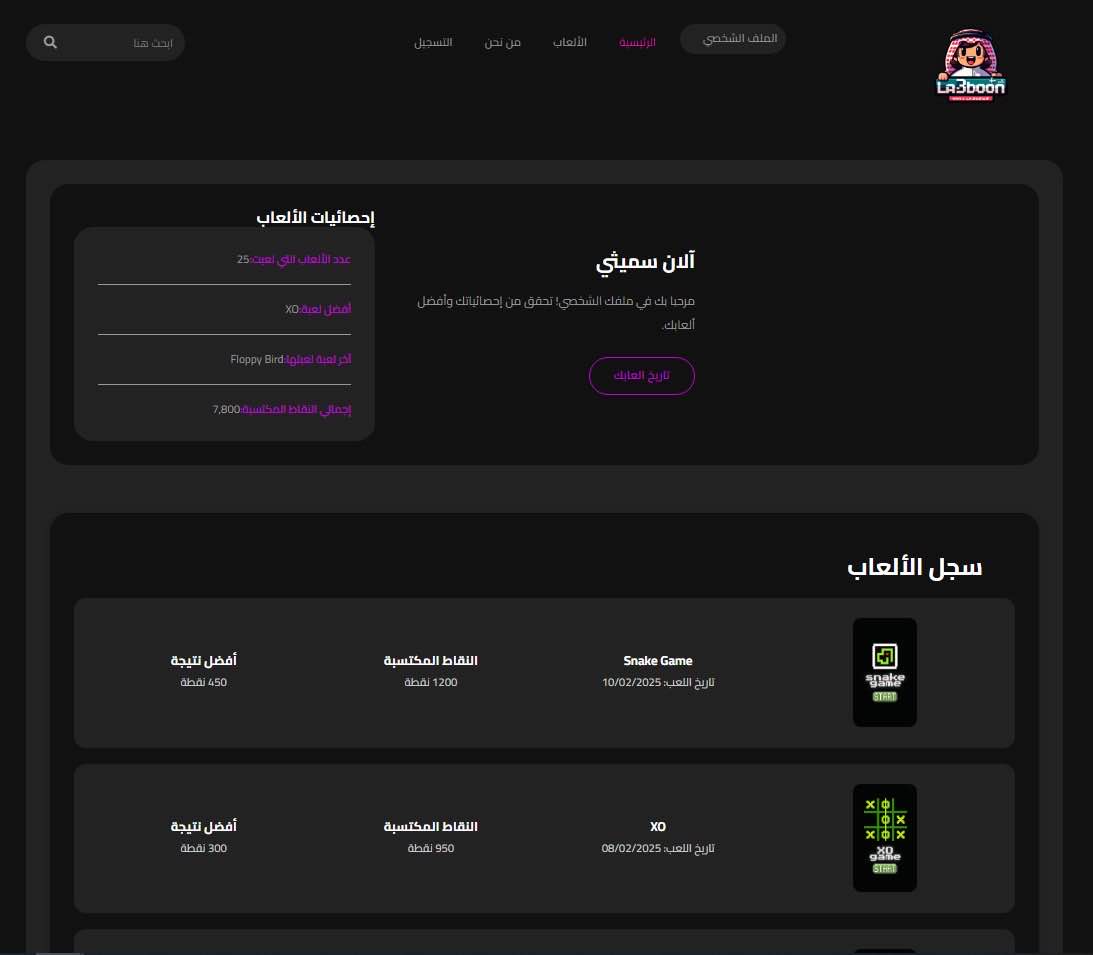 La3boon
الملف الشخصي
الرئيسية
الألعاب
من نحن
التسجيل
ابحث هنا
آلان سميثي
مرحبا بك في ملفك الشخصي! تحقق من إحصائياتك وأفضل
ألعابك.
تاريخ العابك
إحصائيات الألعاب
عدد الألعاب التي لعبت:25
أفضل لعبة:XO
آخر لعبة لعبتها:Floppy Bird
إجمالي النقاط المكتسبة:7,800
سجل الألعاب
snake
game
START
Snake Game
تاريخ اللعب: 10/02/2025
النقاط المكتسبة
1200 نقطة
أفضل نتيجة
450 نقطة
XO
game
START
XO
تاريخ اللعب: 08/02/2025
النقاط المكتسبة
950 نقطة
أفضل نتيجة
300 نقطة